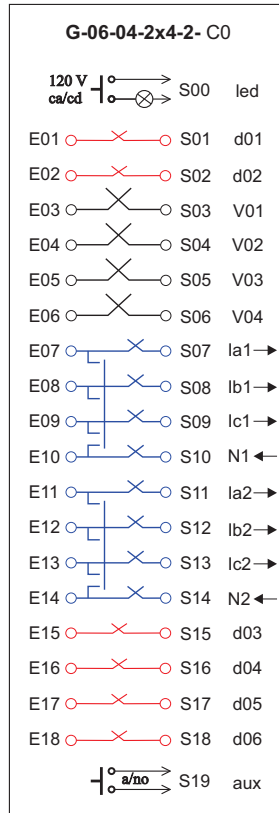 G-06-04-2x4-2- C0
120 V
ca/cd
S00 led
E01 S01 d01
E02 S02 d02
E03 S03 V01
E04 S04 V02
E05 S05 V03
E06 S06 V04
E07 S07 Ia1
E08 S08 Ib1
E09 S09 Ic1
E10 S10 N1
E11 S11 Ia2
E12 S12 Ib2
E13 S13 Ic2
E14 S14 N2
E15 S15 d03
E16 S16 d04
E17 S17 d05
E18 S18 d06
a/no S19 aux